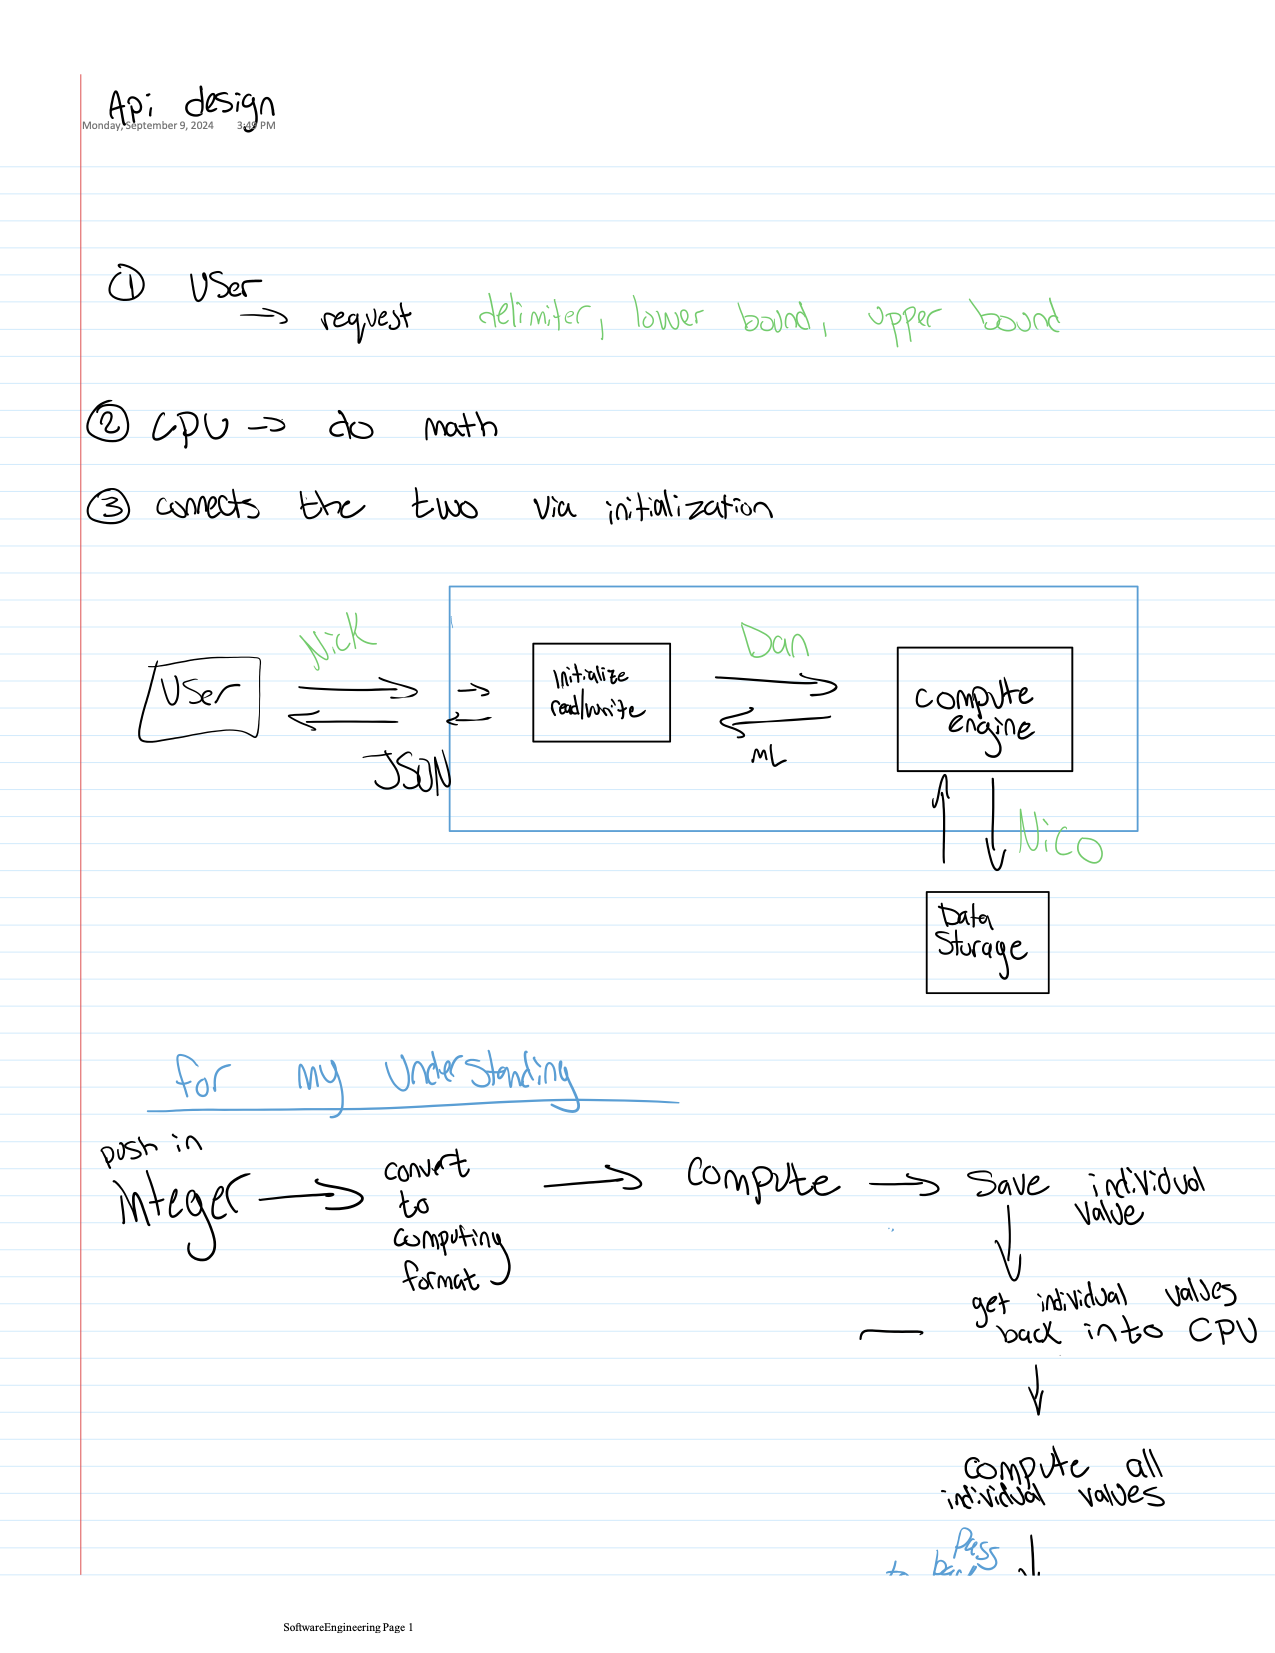 Api design
Monday, September 9, 2024 3:49 PM
① User
→ request delimiter, lower bound, upper bound
② CPU → do math
③ connects the two via initialization
Nick
Dan
User
Initialize
read/write
compute
engine
JSON
ML
Nico
Data
Storage
for my understanding
push in
integer
convert
to
computing
format
compute
Save individual
value
get individual values
back into CPU
compute all
individual values
Pass
to back
SoftwareEngineering Page 1